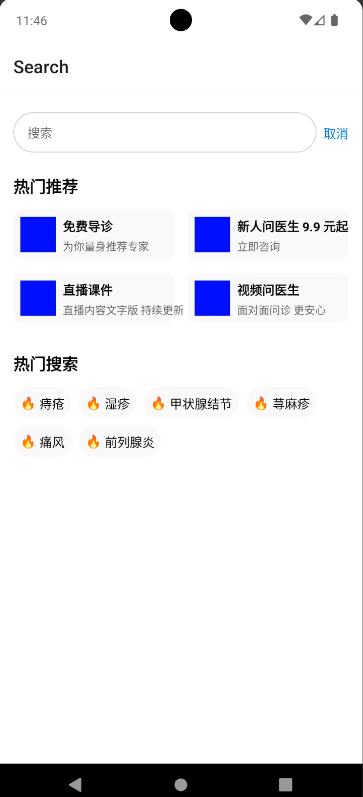 11:46
Search
搜索
取消
热门推荐
免费导诊
为你量身推荐专家
新人问医生 9.9 元起
立即咨询
直播课件
直播内容文字版 持续更新
视频问医生
面对面问诊 更安心
热门搜索
🔥 痔疮
🔥 湿疹
🔥 甲状腺结节
🔥 荨麻疹
🔥 痛风
🔥 前列腺炎